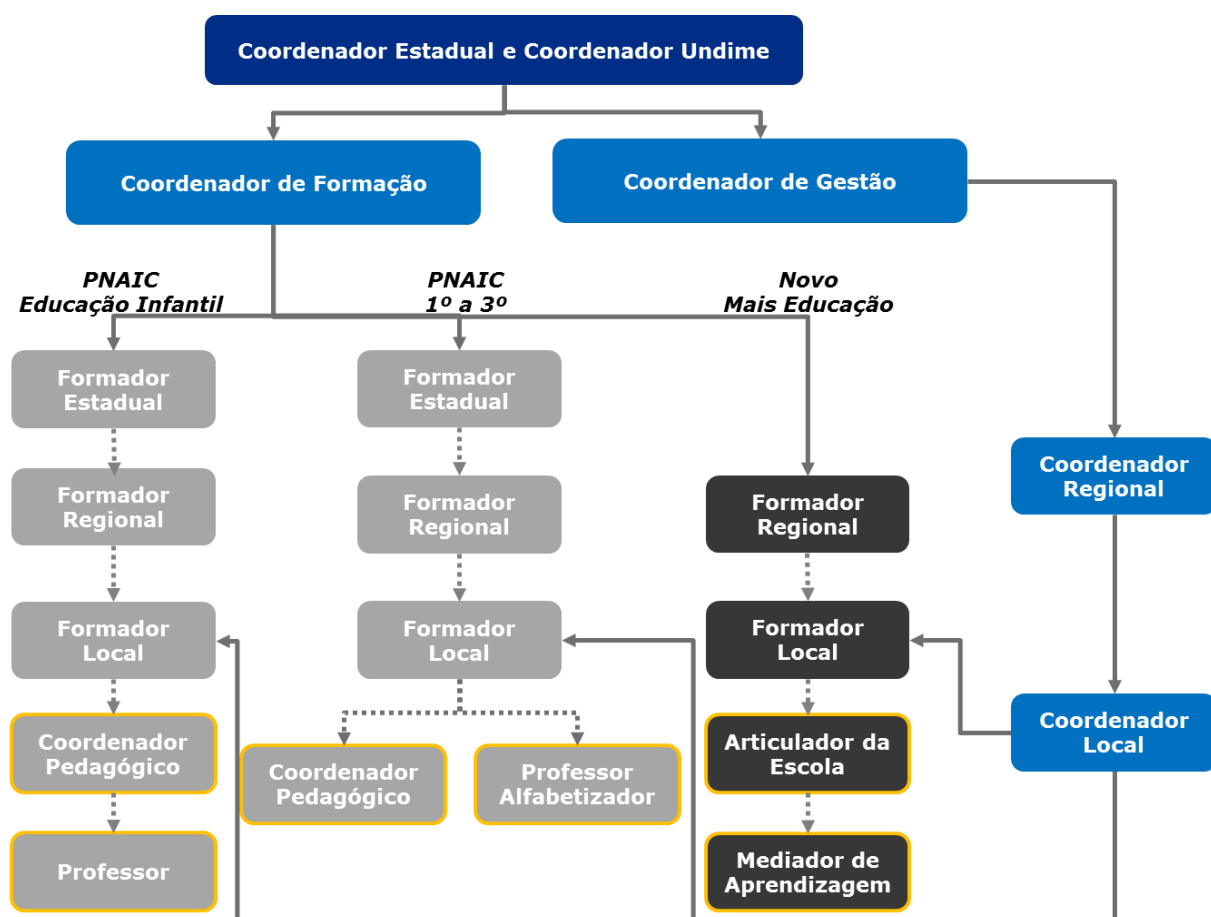 Coordenador Estadual e Coordenador Undime
Coordenador de Formação
Coordenador de Gestão
PNAIC
Educação Infantil
PNAIC
1º a 3º
Novo
Mais Educação
Formador
Estadual
Formador
Estadual
Coordenador
Regional
Formador
Regional
Formador
Regional
Formador
Regional
Formador
Local
Formador
Local
Formador
Local
Coordenador
Local
Coordenador
Pedagógico
Coordenador
Pedagógico
Professor
Alfabetizador
Articulador da
Escola
Professor
Mediador de
Aprendizagem